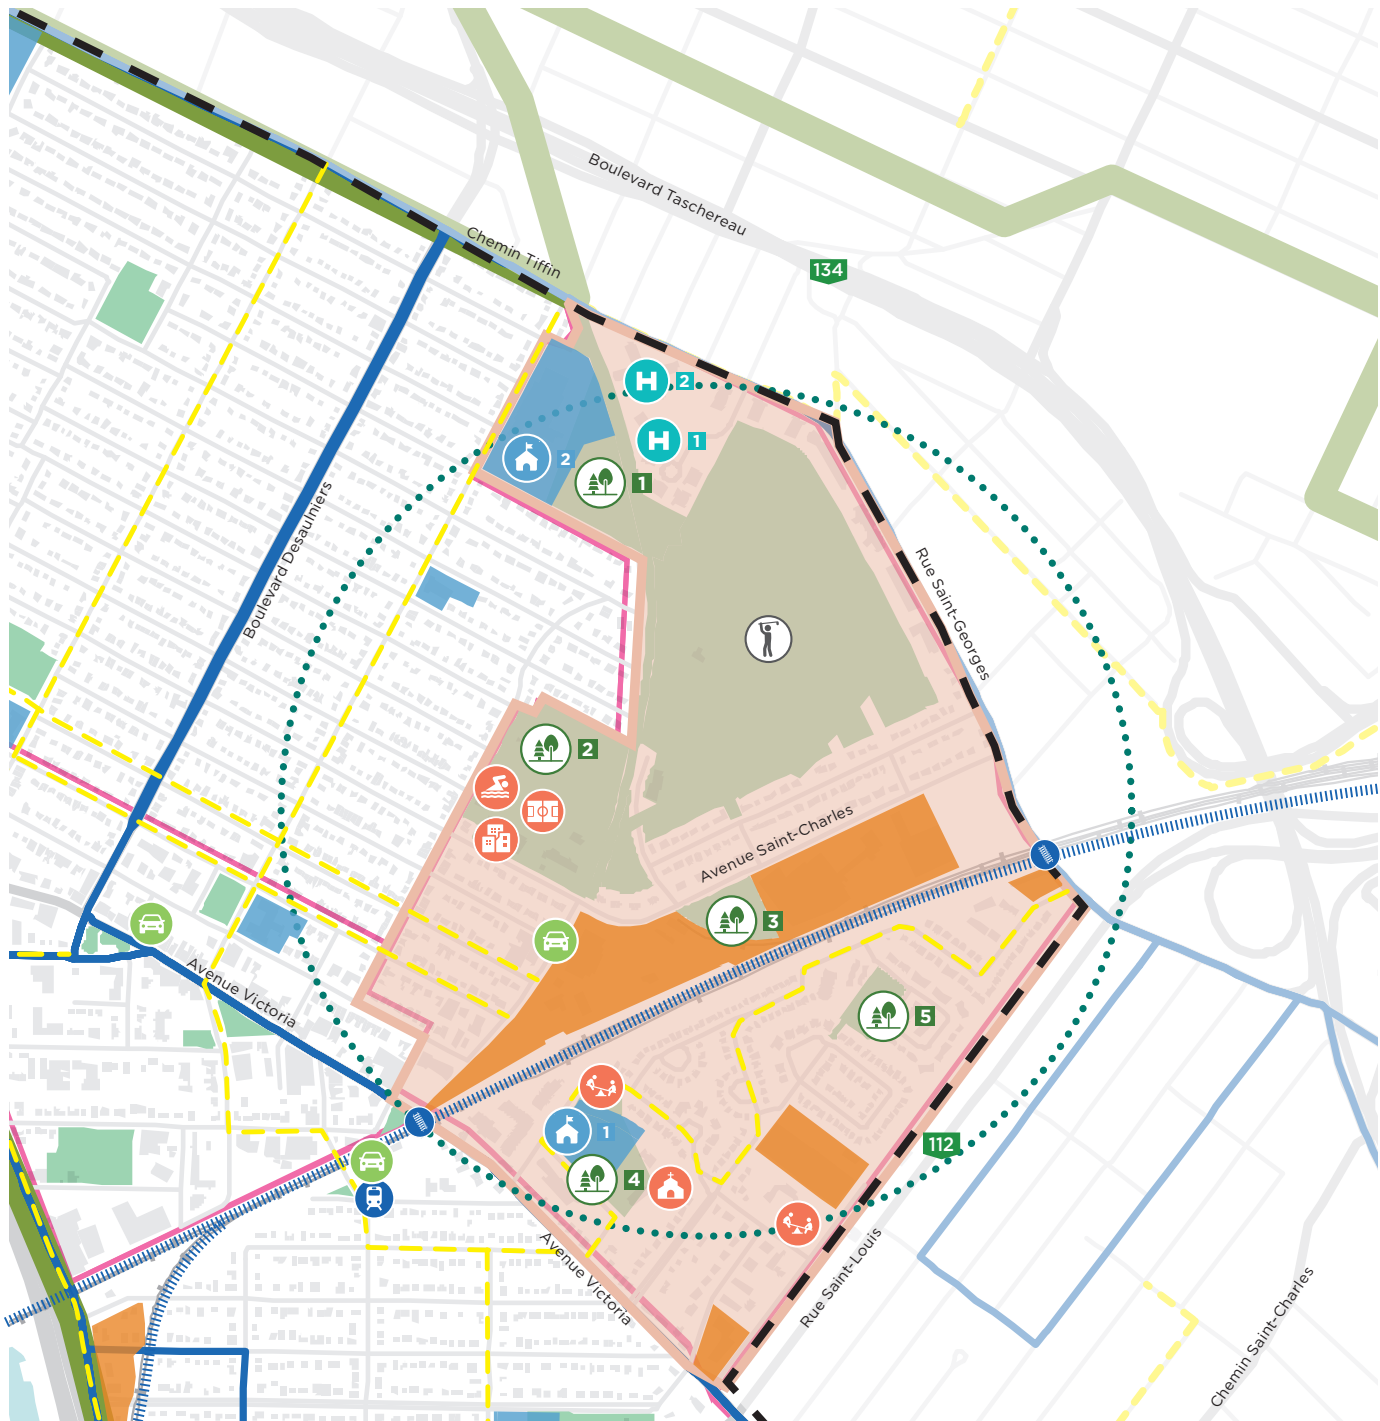 Boulevard Taschereau
Chemin Tiffin
134
H 2
H 1
2
1
Boulevard Desaulniers
Rue Saint-Georges
2
Avenue Saint-Charles
3
Avenue Victoria
5
1
112
4
Avenue Victoria
Rue Saint-Louis
Chemin Saint-Charles